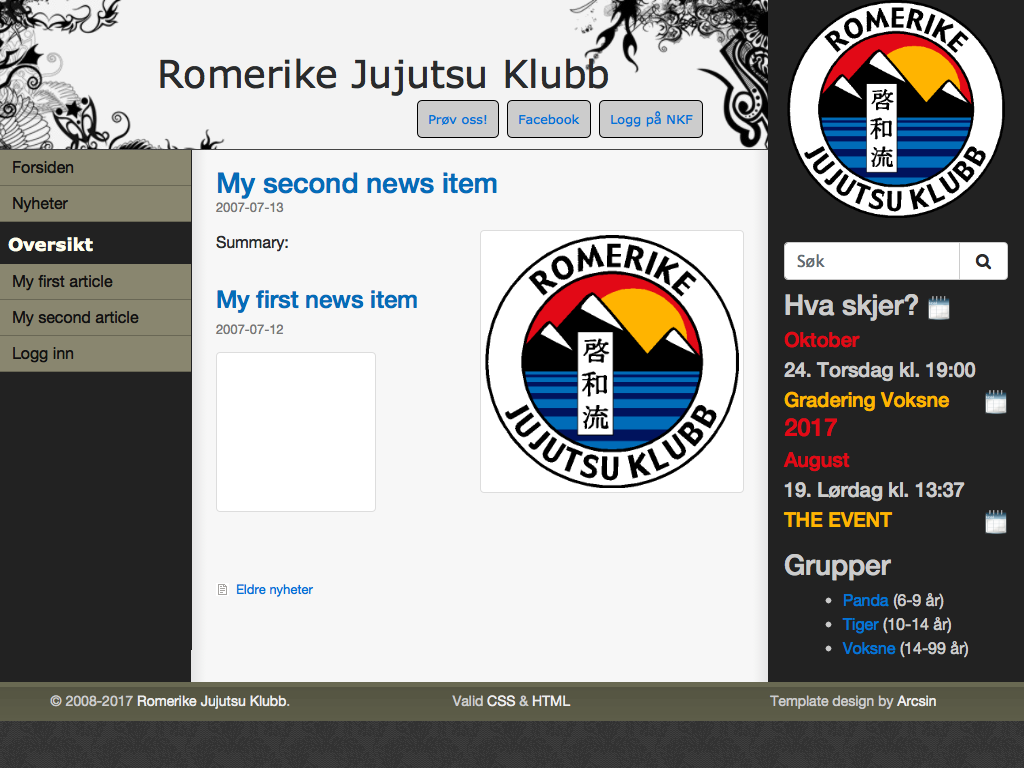 Romerike Jujutsu Klubb
Prøv oss!
Facebook
Logg på NKF
Forsiden
Nyheter
Oversikt
My first article
My second article
Logg inn
My second news item
2007-07-13
Summary:
ROMERIKE
啓和流
JUJUTSU KLUBB
My first news item
2007-07-12
Eldre nyheter
ROMERIKE
啓和流
JUJUTSU KLUBB
Søk
Hva skjer?
Oktober
24. Torsdag kl. 19:00
Gradering Voksne
2017
August
19. Lørdag kl. 13:37
THE EVENT
Grupper
Panda (6-9 år)
Tiger (10-14 år)
Voksne (14-99 år)
© 2008-2017 Romerike Jujutsu Klubb.
Valid CSS & HTML
Template design by Arcsin